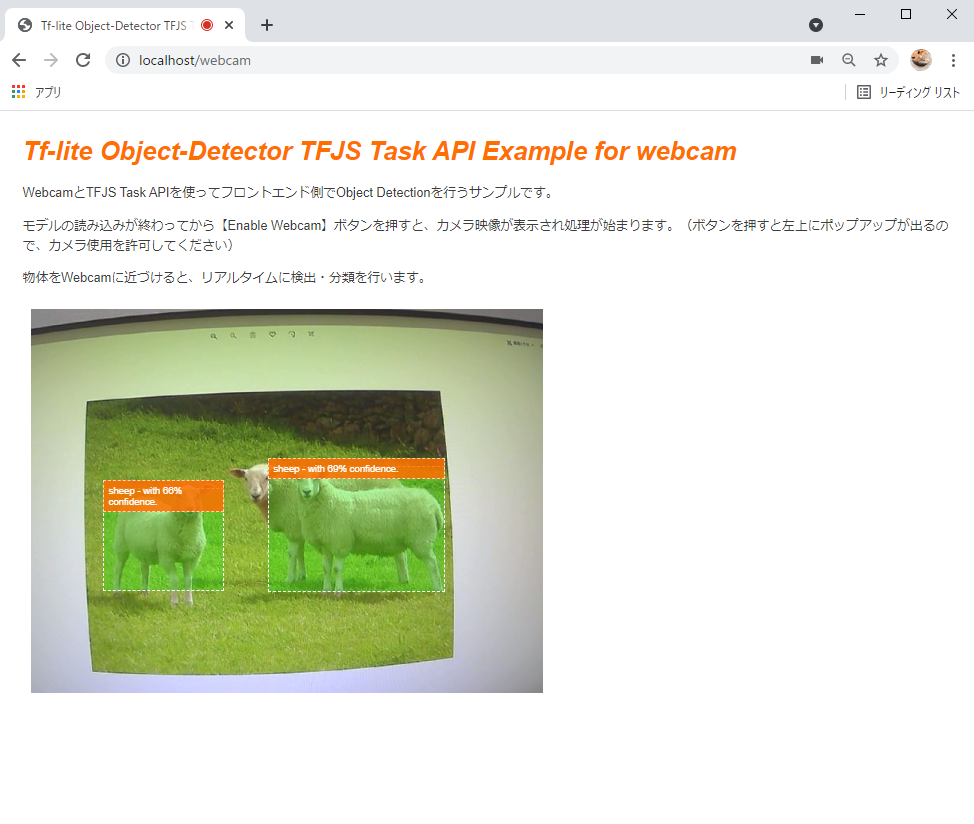 Tf-lite Object-Detector TFJS T
localhost/webcam
アプリ
リーディング リスト
Tf-lite Object-Detector TFJS Task API Example for webcam
WebcamとTFJS Task APIを使ってフロントエンド側でObject Detectionを行うサンプルです。
モデルの読み込みが終わってから【Enable Webcam】ボタンを押すと、カメラ映像が表示され処理が始まります。（ボタンを押すと左上にポップアップが出るの
で、カメラ使用を許可してください）
物体をWebcamに近づけると、リアルタイムに検出・分類を行います。
sheep - with 69% confidence.
sheep - with 66%
confidence.